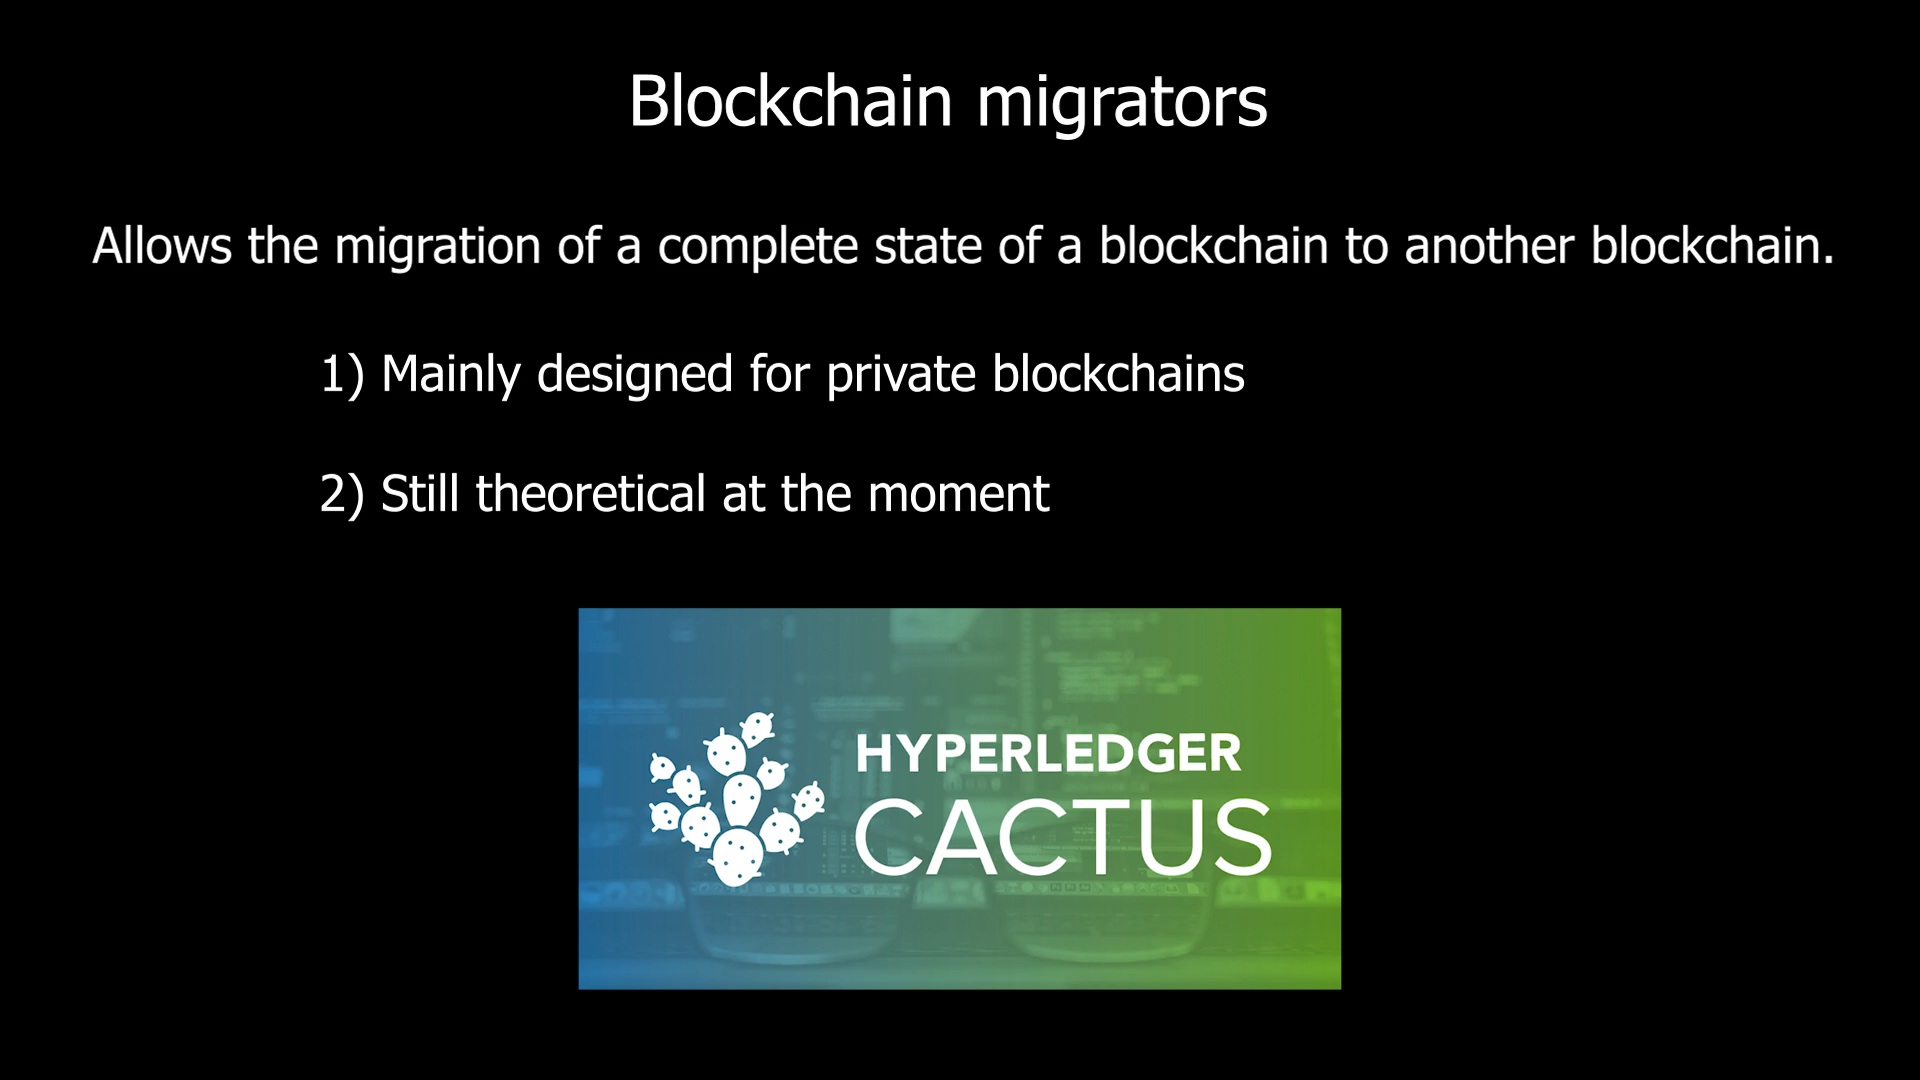 Blockchain migrators
Allows the migration of a complete state of a blockchain to another blockchain.
1) Mainly designed for private blockchains
2) Still theoretical at the moment
HYPERLEDGER
CACTUS